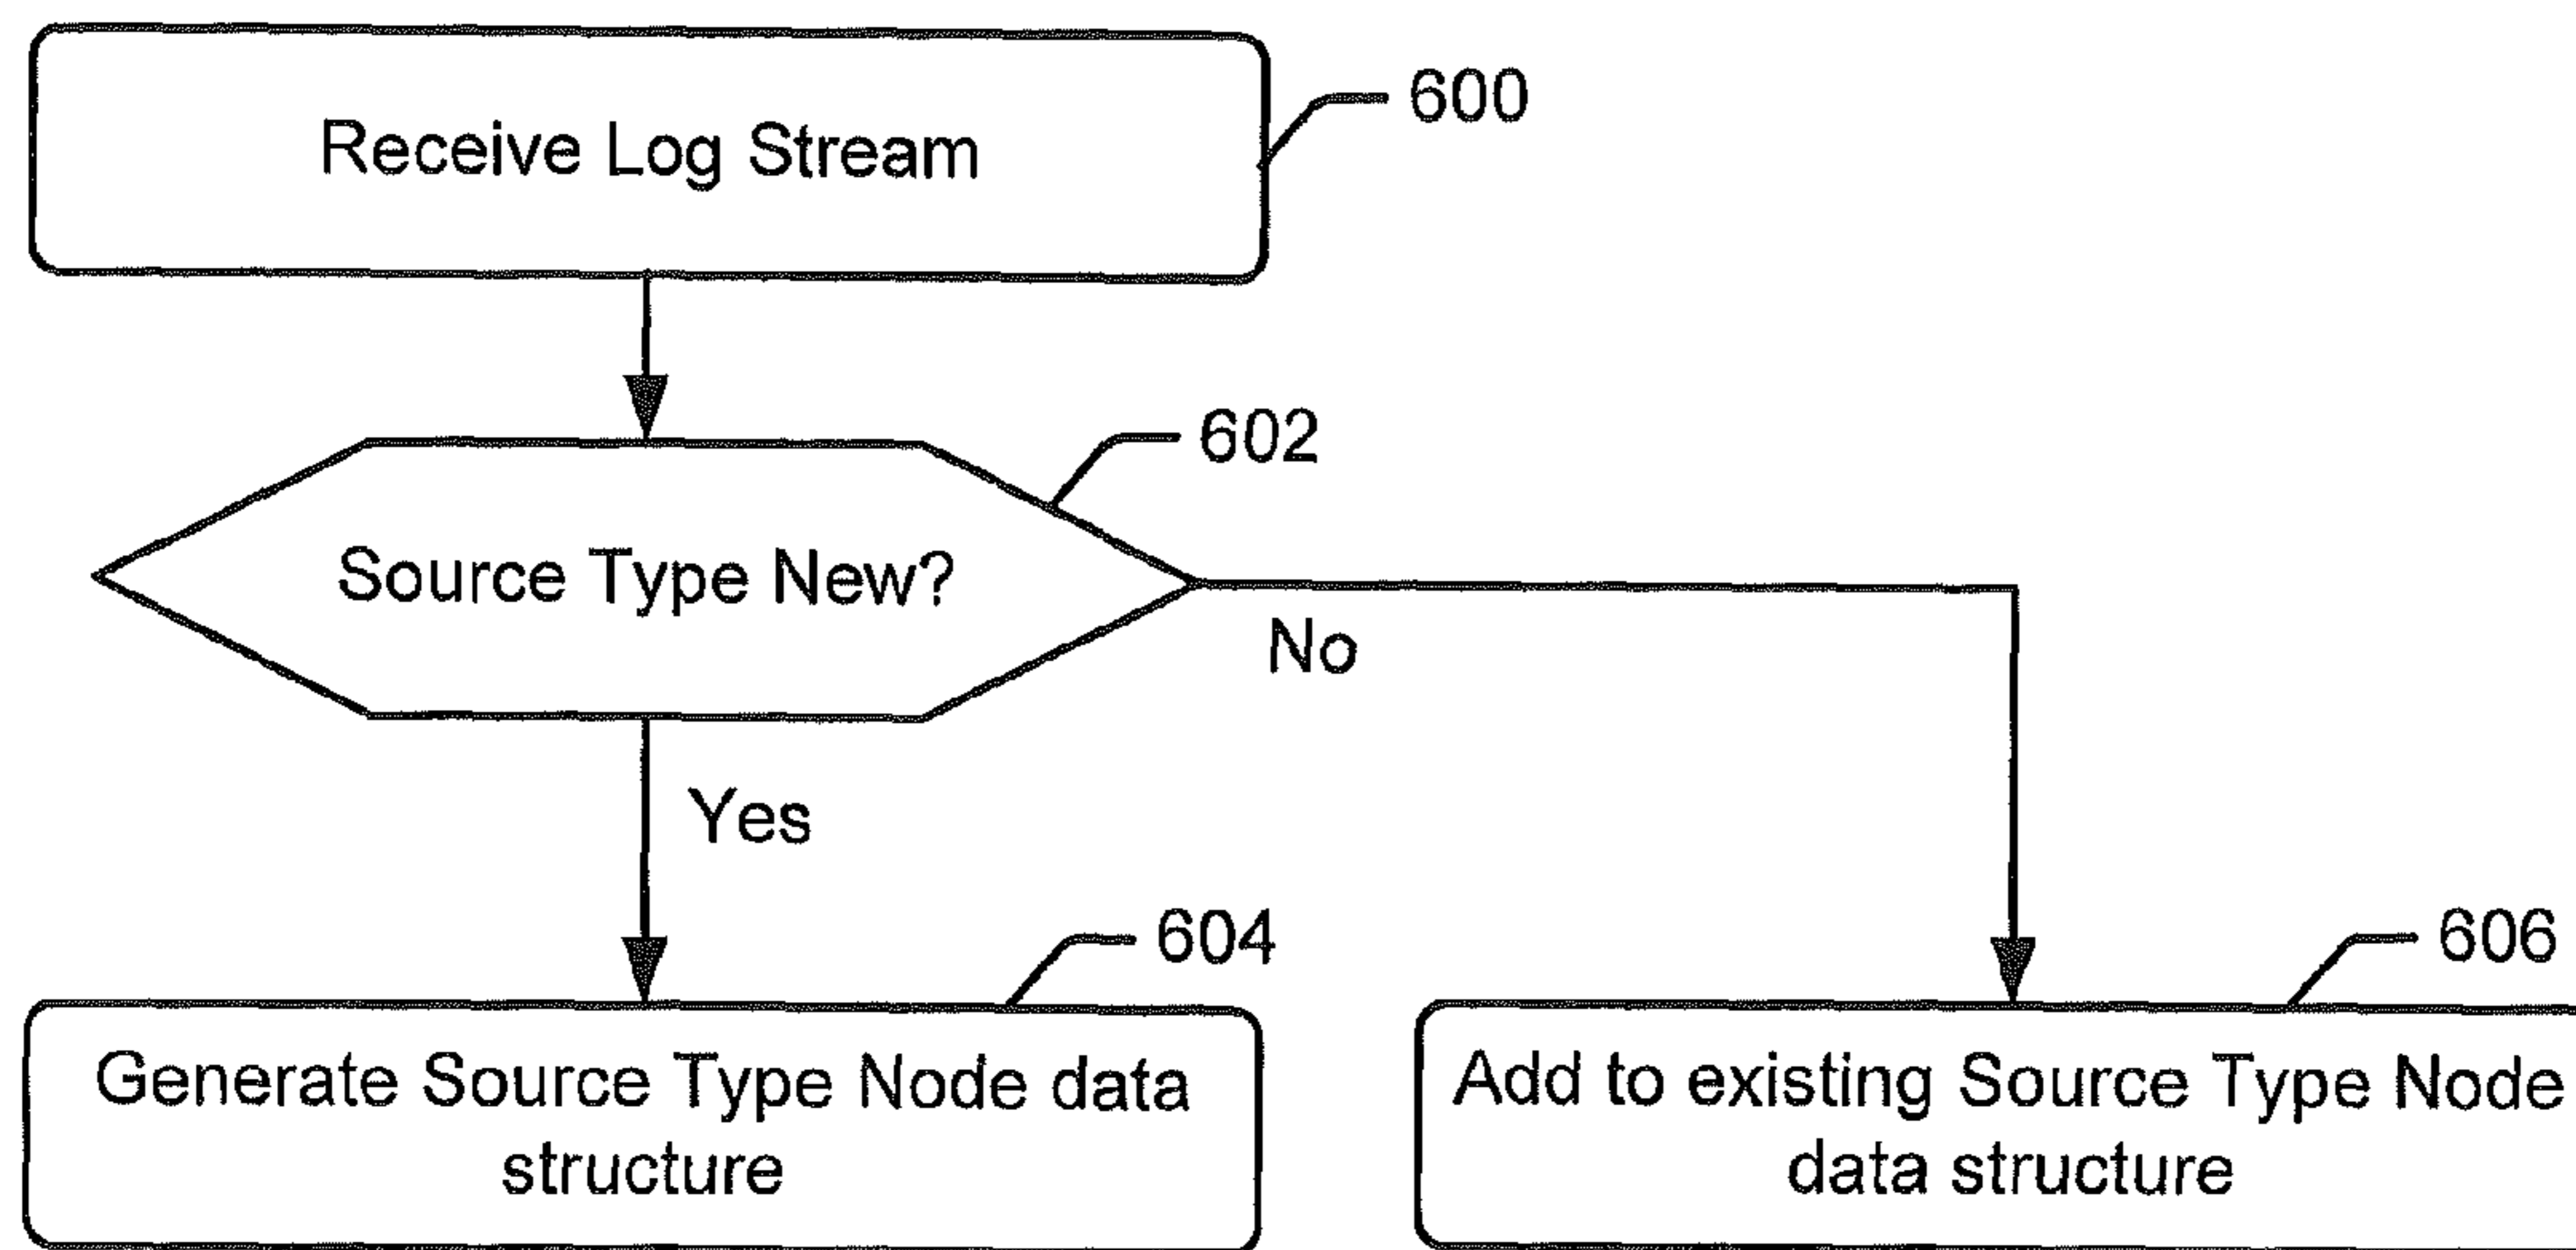 Receive Log Stream
600
602
Source Type New?
No
Yes
604
606
Generate Source Type Node data
structure
Add to existing Source Type Node
data structure